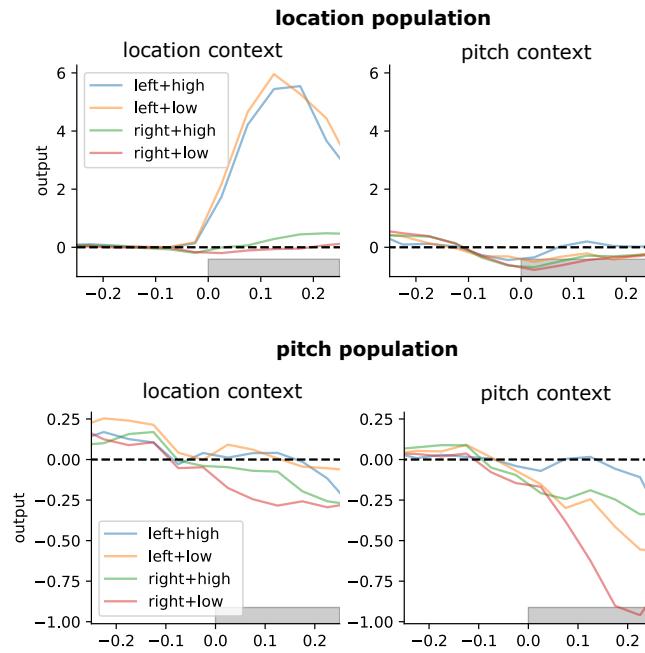 location population
location context
pitch context
6
4
2
0
output
left+high
left+low
right+high
right+low
−0.2
−0.1
0.0
0.1
0.2
6
4
2
0
−0.2
−0.1
0.0
0.1
0.2
pitch population
location context
pitch context
0.25
0.00
−0.25
−0.50
−0.75
−1.00
output
left+high
left+low
right+high
right+low
−0.2
−0.1
0.0
0.1
0.2
0.25
0.00
−0.25
−0.50
−0.75
−1.00
−0.2
−0.1
0.0
0.1
0.2